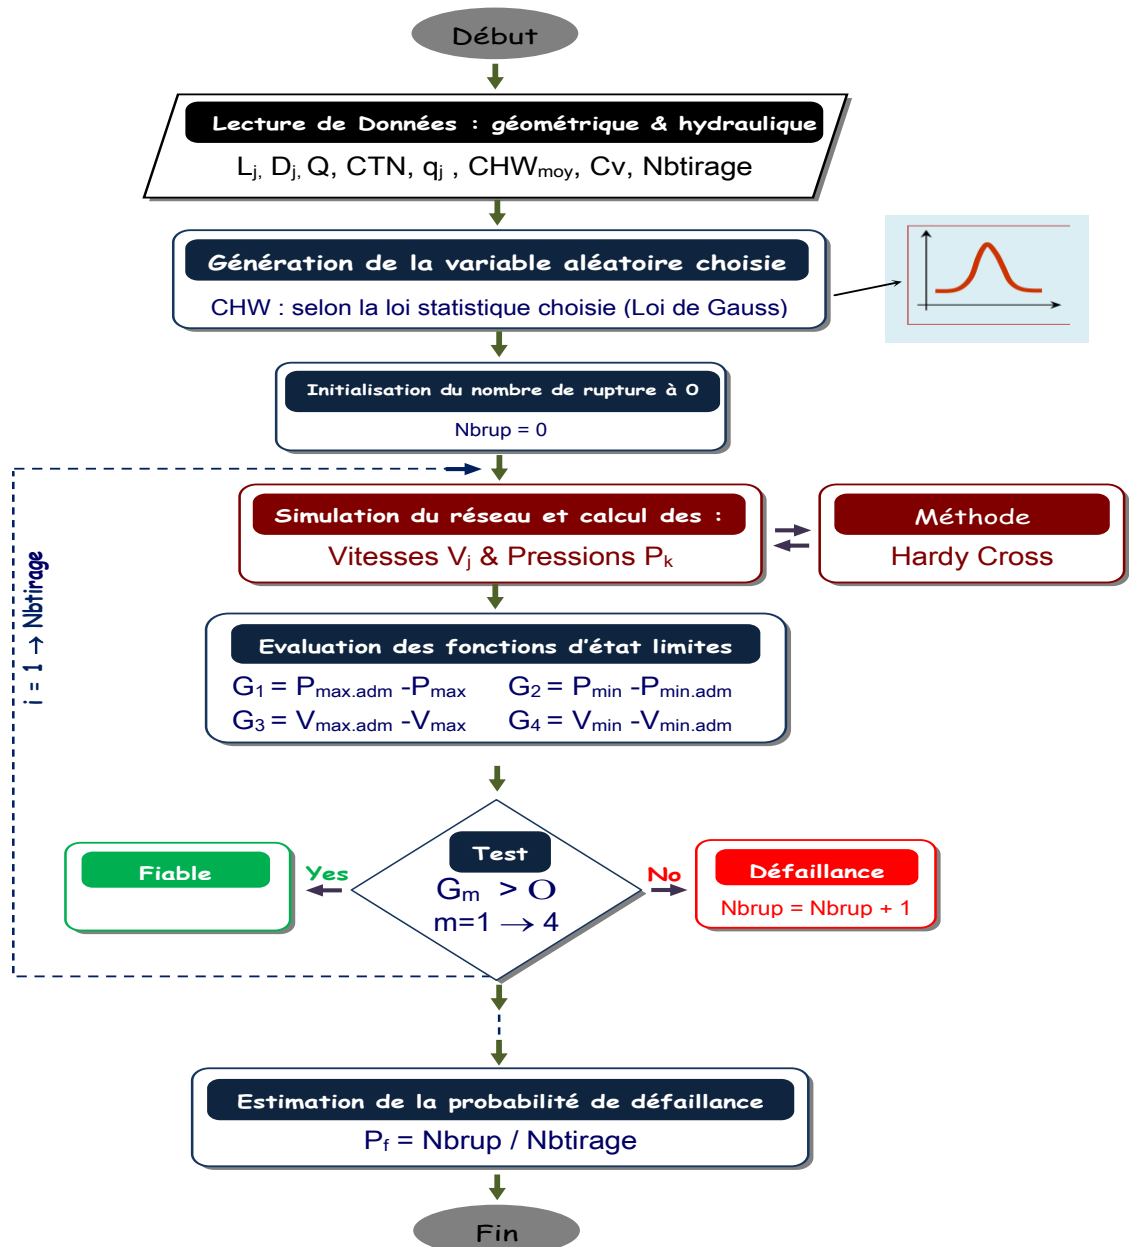 Début
Lecture de Données : géométrique & hydraulique
Lj, Dj, Q, CTN, qj , CHWmoy, Cv, Nbtirage
Génération de la variable aléatoire choisie
CHW : selon la loi statistique choisie (Loi de Gauss)
Initialisation du nombre de rupture à 0
Nbrup = 0
Simulation du réseau et calcul des :
Vitesses Vj & Pressions Pk
Méthode
Hardy Cross
i = 1 → Nbtirage
Evaluation des fonctions d'état limites
G1 = Pmax.adm -Pmax G2 = Pmin -Pmin.adm
G3 = Vmax.adm -Vmax G4 = Vmin -Vmin.adm
Test
Gm > O
m=1 → 4
Yes
Fiable
No
Défaillance
Nbrup = Nbrup + 1
Estimation de la probabilité de défaillance
Pf = Nbrup / Nbtirage
Fin